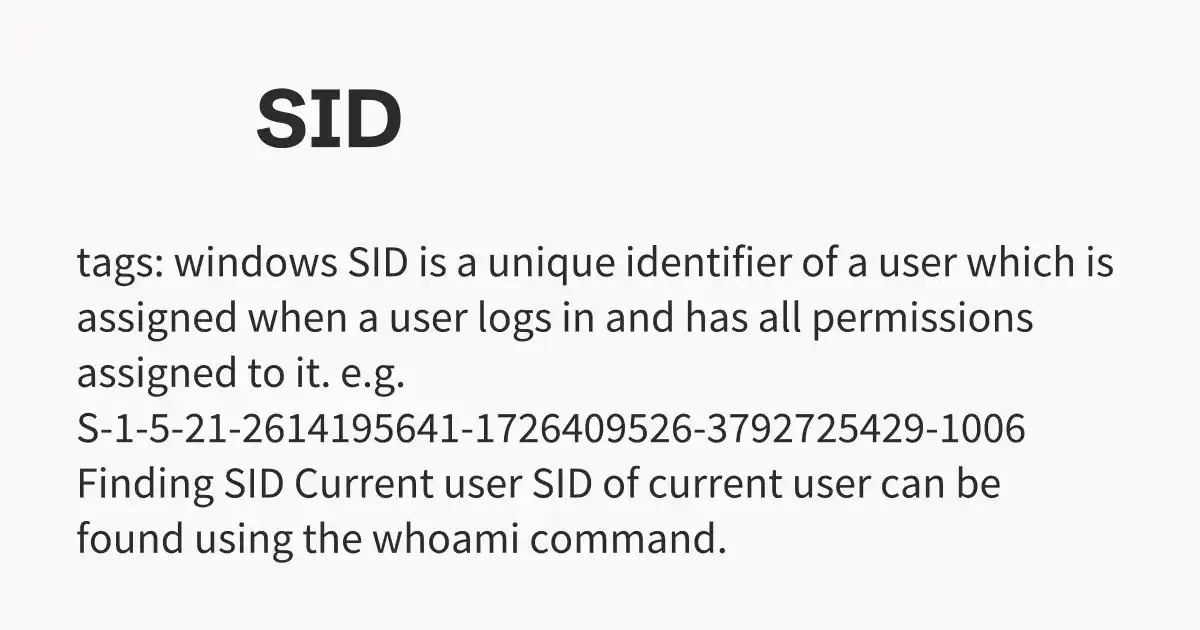 SID
tags: windows SID is a unique identifier of a user which is
assigned when a user logs in and has all permissions
assigned to it. e.g.
S-1-5-21-2614195641-1726409526-3792725429-1006
Finding SID Current user SID of current user can be
found using the whoami command.